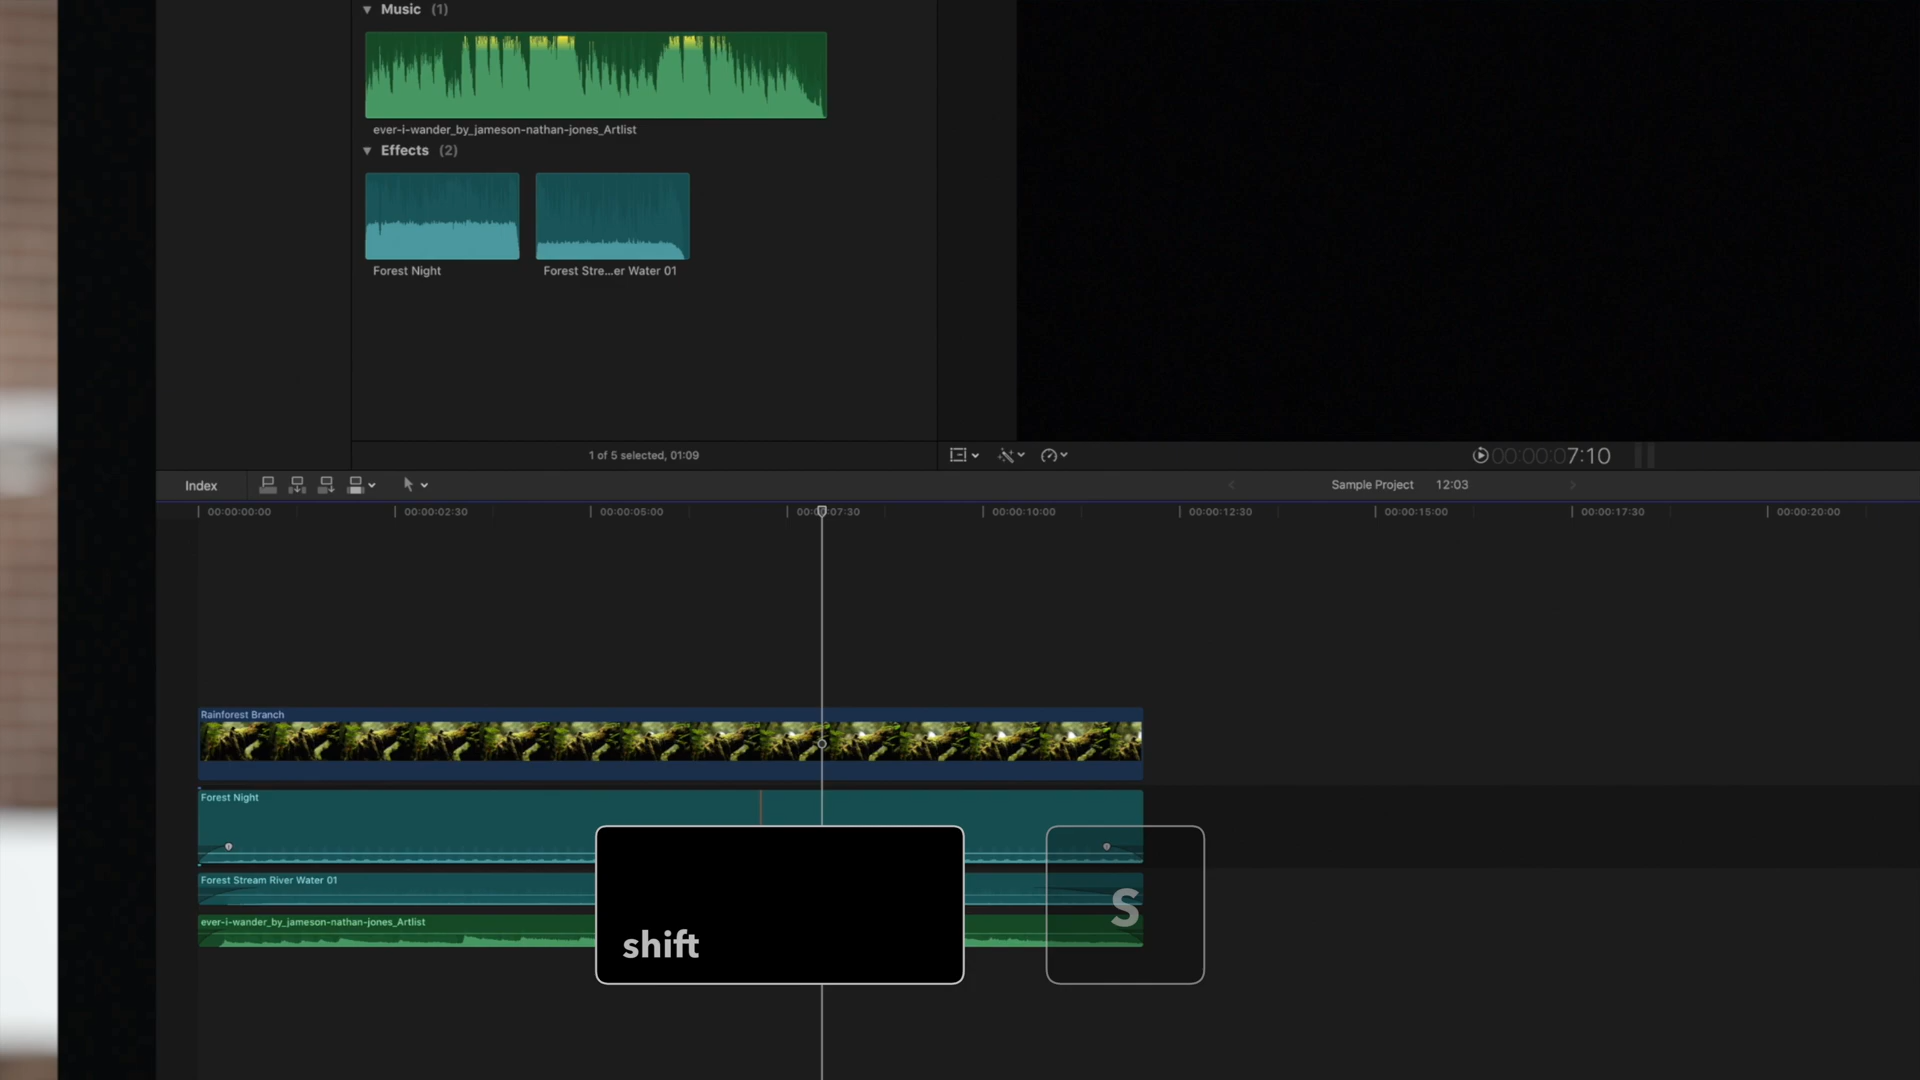 Music (1)
ever-i-wander_by_jameson-nathan-jones_Artlist
Effects (2)
Forest Night
Forest Stre...er Water 01
1 of 5 selected, 01:09
00:00:07:10
Index
Sample Project 12:03
00:00:00:00 00:00:02:30 00:00:05:00 00:00:07:30 00:00:10:00 00:00:12:30 00:00:15:00 00:00:17:30 00:00:20:00
Rainforest Branch
Forest Night
Forest Stream River Water 01
ever-i-wander_by_jameson-nathan-jones_Artlist
shift
S